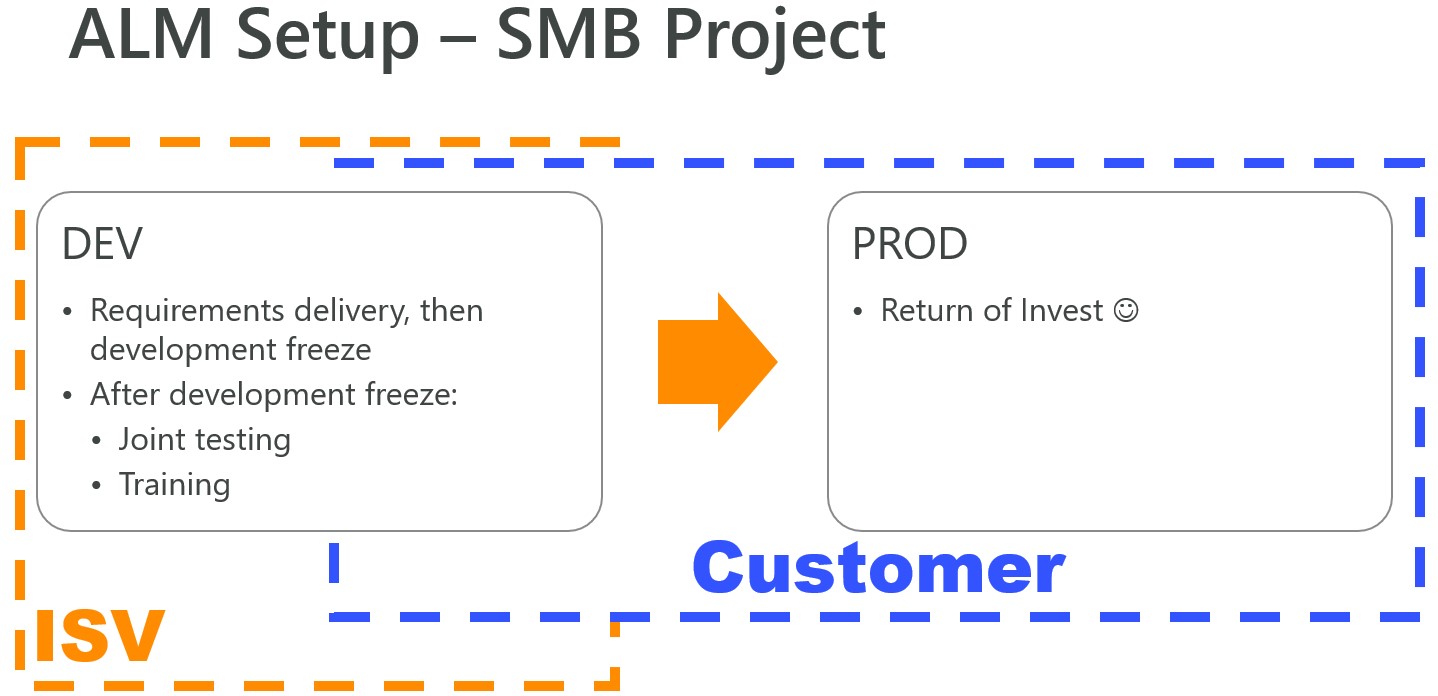 ALM Setup – SMB Project
DEV
• Requirements delivery, then
development freeze
• After development freeze:
• Joint testing
• Training
PROD
• Return of Invest ☺
Customer
ISV